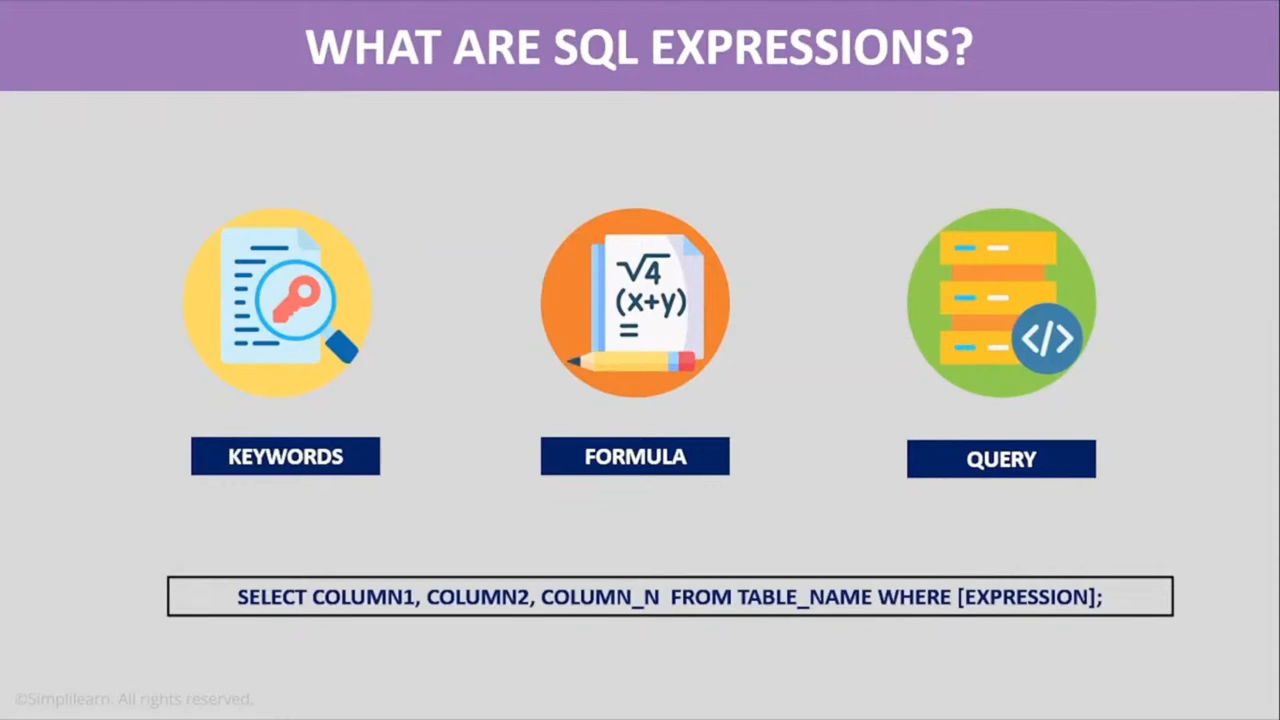 WHAT ARE SQL EXPRESSIONS?
√4
(x+y)
=
</>
KEYWORDS
FORMULA
QUERY
SELECT COLUMN1, COLUMN2, COLUMN_N FROM TABLE_NAME WHERE [EXPRESSION];
©Simplilearn. All rights reserved.